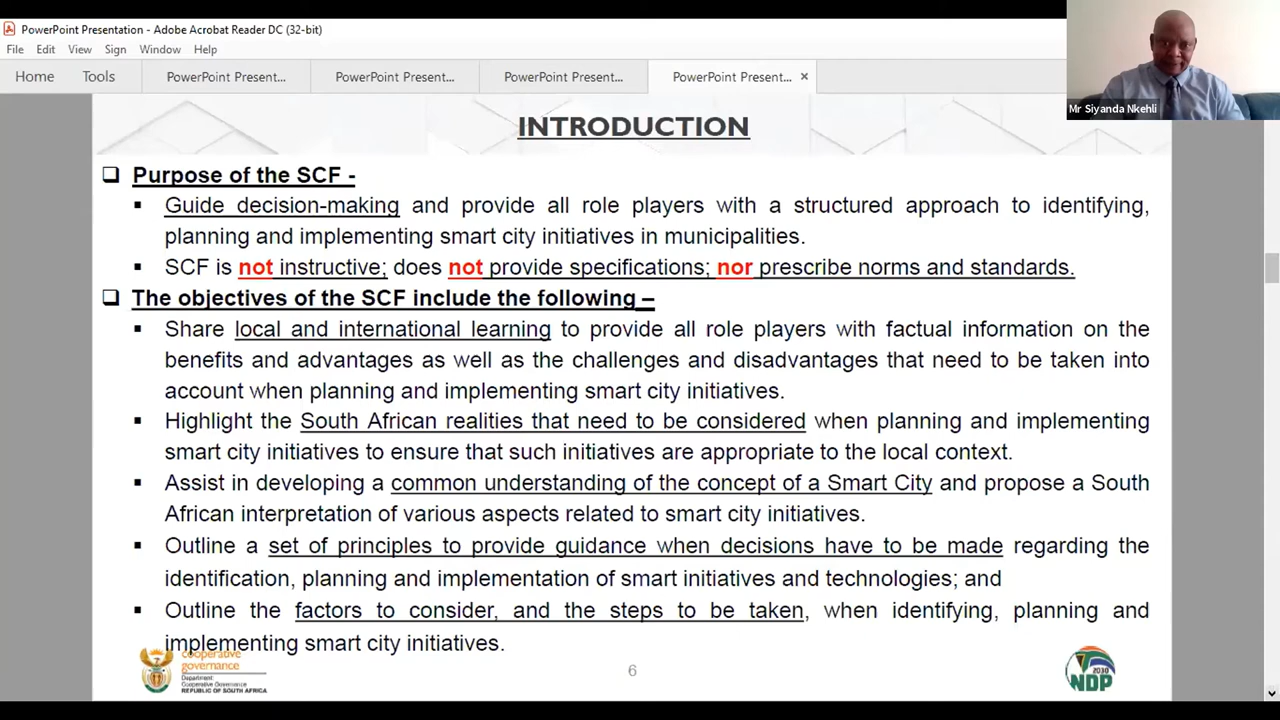 PowerPoint Presentation - Adobe Acrobat Reader DC (32-bit)
File Edit View Sign Window Help
Home Tools PowerPoint Present... PowerPoint Present... PowerPoint Present... PowerPoint Present... ×
Mr Siyanda Nkehli
INTRODUCTION
❑ Purpose of the SCF -
▪ Guide decision-making and provide all role players with a structured approach to identifying,
planning and implementing smart city initiatives in municipalities.
▪ SCF is not instructive; does not provide specifications; nor prescribe norms and standards.
❑ The objectives of the SCF include the following –
▪ Share local and international learning to provide all role players with factual information on the
benefits and advantages as well as the challenges and disadvantages that need to be taken into
account when planning and implementing smart city initiatives.
▪ Highlight the South African realities that need to be considered when planning and implementing
smart city initiatives to ensure that such initiatives are appropriate to the local context.
▪ Assist in developing a common understanding of the concept of a Smart City and propose a South
African interpretation of various aspects related to smart city initiatives.
▪ Outline a set of principles to provide guidance when decisions have to be made regarding the
identification, planning and implementation of smart initiatives and technologies; and
▪ Outline the factors to consider, and the steps to be taken, when identifying, planning and
implementing smart city initiatives.
cooperative
governance
Department:
Cooperative Governance
REPUBLIC OF SOUTH AFRICA
6
2030
NDP